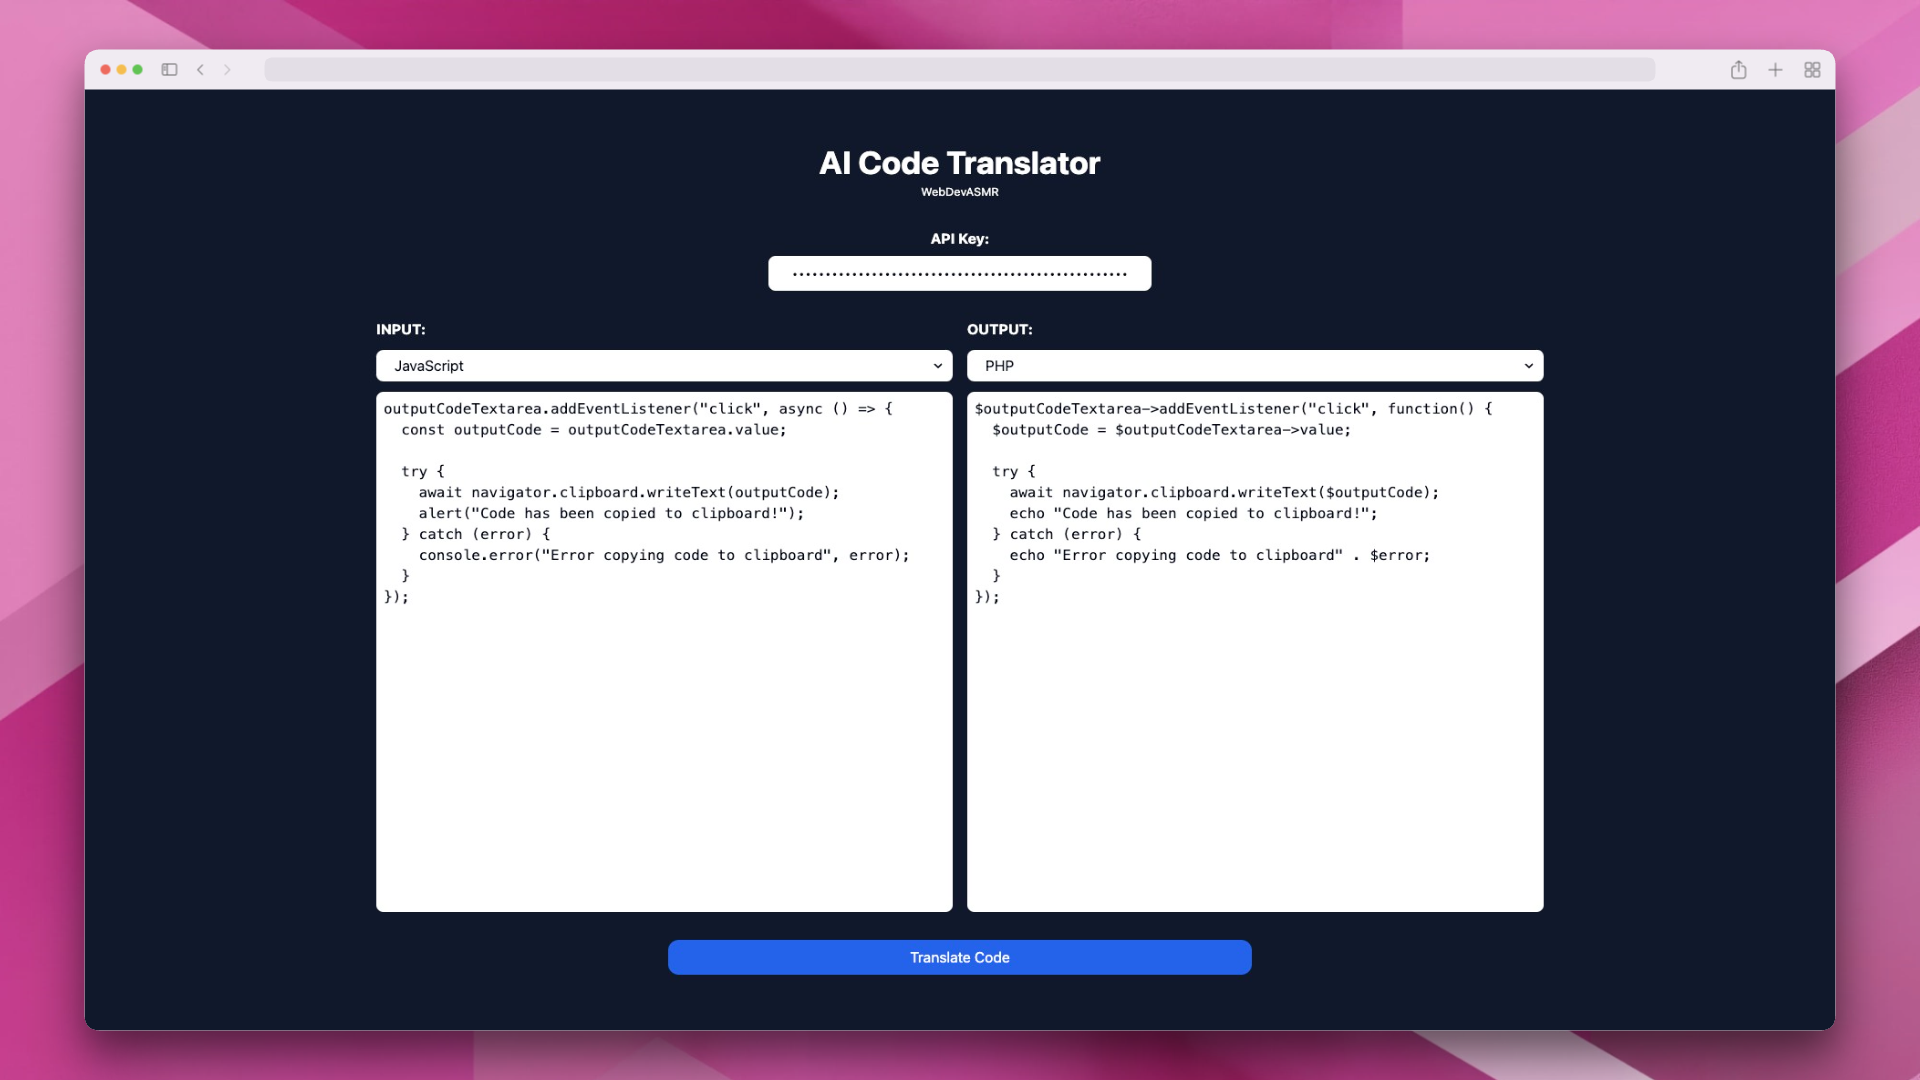 AI Code Translator
WebDevASMR
API Key:
••••••••••••••••••••••••••••••••••••••••••••••••••• 
INPUT:
JavaScript
outputCodeTextarea.addEventListener("click", async () => {
  const outputCode = outputCodeTextarea.value;

  try {
    await navigator.clipboard.writeText(outputCode);
    alert("Code has been copied to clipboard!");
  } catch (error) {
    console.error("Error copying code to clipboard", error);
  }
});
OUTPUT:
PHP
$outputCodeTextarea->addEventListener("click", function() {
  $outputCode = $outputCodeTextarea->value;

  try {
    await navigator.clipboard.writeText($outputCode);
    echo "Code has been copied to clipboard!";
  } catch (error) {
    echo "Error copying code to clipboard" . $error;
  }
});
Translate Code